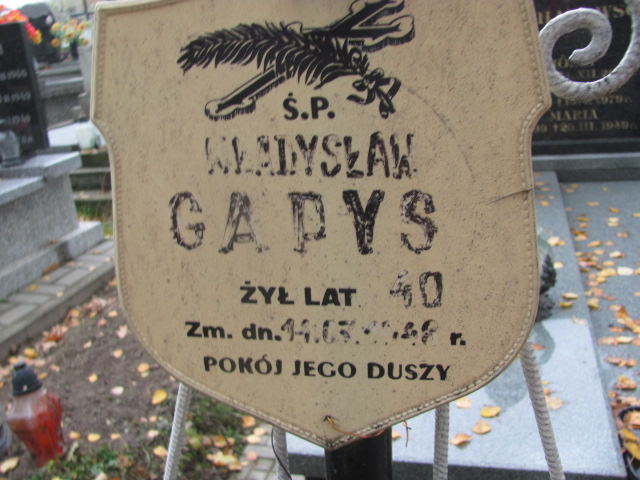 Ś.P.
WŁADYSŁAW
GAPYS
ŻYŁ LAT 40
Zm. dn. r.
POKÓJ JEGO DUSZY
MARIA